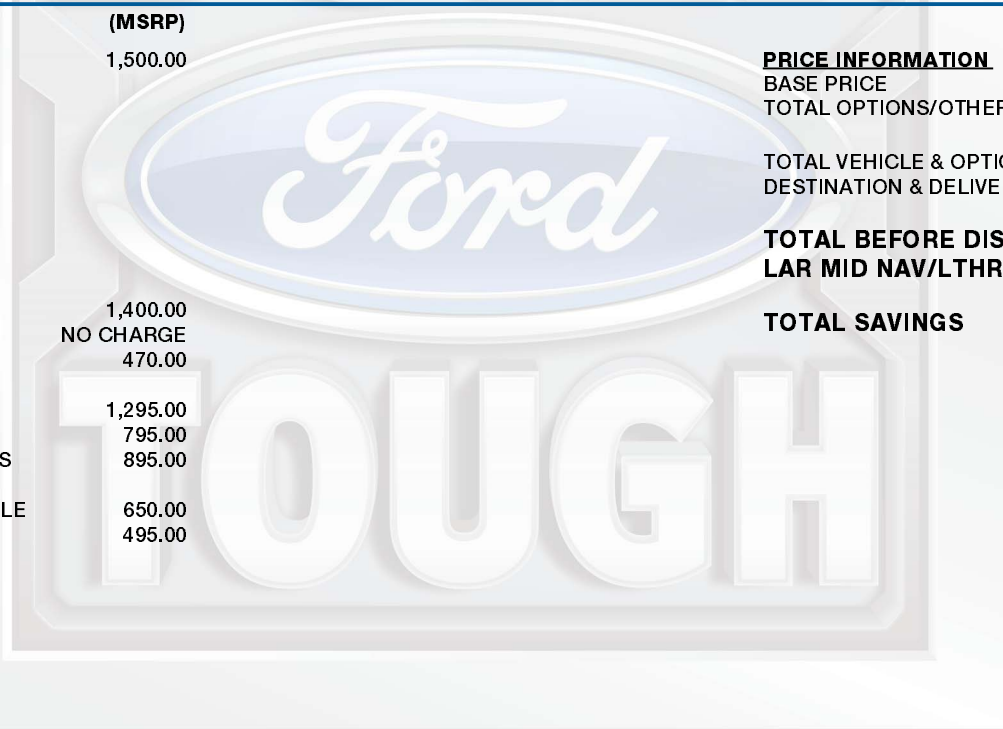 (MSRP)
1,500.00
1,400.00
NO CHARGE
470.00
1,295.00
795.00
S 895.00
LE 650.00
495.00
PRICE INFORMATION
BASE PRICE
TOTAL OPTIONS/OTHER
TOTAL VEHICLE & OPTIO
DESTINATION & DELIVE
TOTAL BEFORE DIS
LAR MID NAV/LTHR
TOTAL SAVINGS
Ford
TOUGH